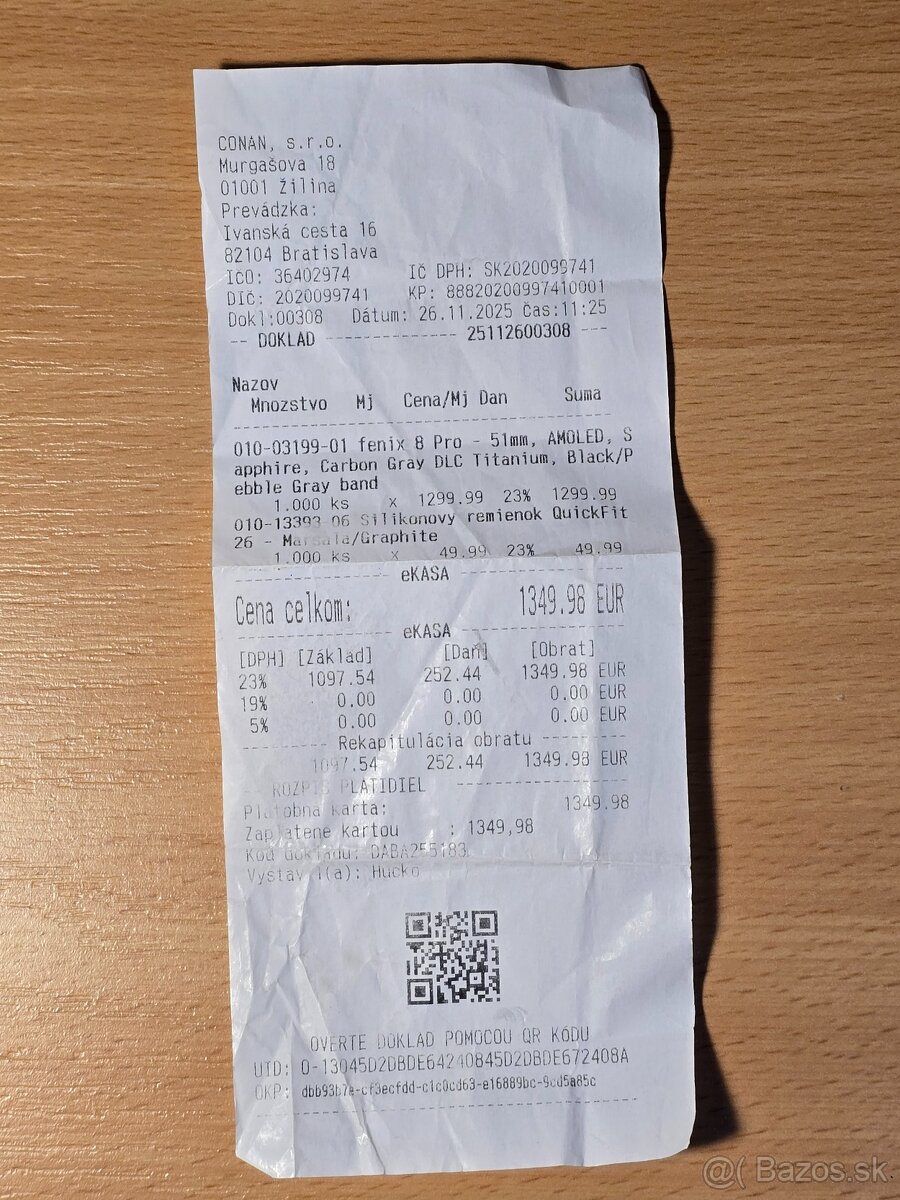 CONAN, s.r.o.
Murgašova 18
01001 Žilina
Prevádzka:
Ivanská cesta 16
82104 Bratislava
IČO: 36402974 IČ DPH: SK2020099741
DIČ: 2020099741 KP: 88820200997410001
Dokl:00308 Dátum: 26.11.2025 Čas:11:25
-- DOKLAD -------------- 25112600308 ---
Nazov
Mnozstvo Mj Cena/Mj Dan Suma
010-03199-01 fenix 8 Pro - 51mm, AMOLED, S
apphire, Carbon Gray DLC Titanium, Black/P
ebble Gray band
1.000 ks x 1299.99 23% 1299.99
010-13393-06 Silikonovy remienok QuickFit
26 - Marsala/Graphite
1.000 ks x 49.99 23% 49.99
eKASA
Cena celkom: 1349.98 EUR
eKASA
[DPH] [Základ] [Daň] [Obrat]
23% 1097.54 252.44 1349.98 EUR
19% 0.00 0.00 0.00 EUR
5% 0.00 0.00 0.00 EUR
---------- Rekapitulácia obratu ---------
1097.54 252.44 1349.98 EUR
-- ROZPIS PLATIDIEL
Platobna karta: 1349.98
Zaplatene kartou : 1349,98
Kod dokladu: DABA255183
Vystavil(a): Hucko
OVERTE DOKLAD POMOCOU QR KÓDU
UID: O-13045D2DBDE64240845D2DBDE672408A
OKP: dbb93b7a-cf3ecfdd-c1c0cd63-e16889bc-9cd5a85c
@( Bazos.sk